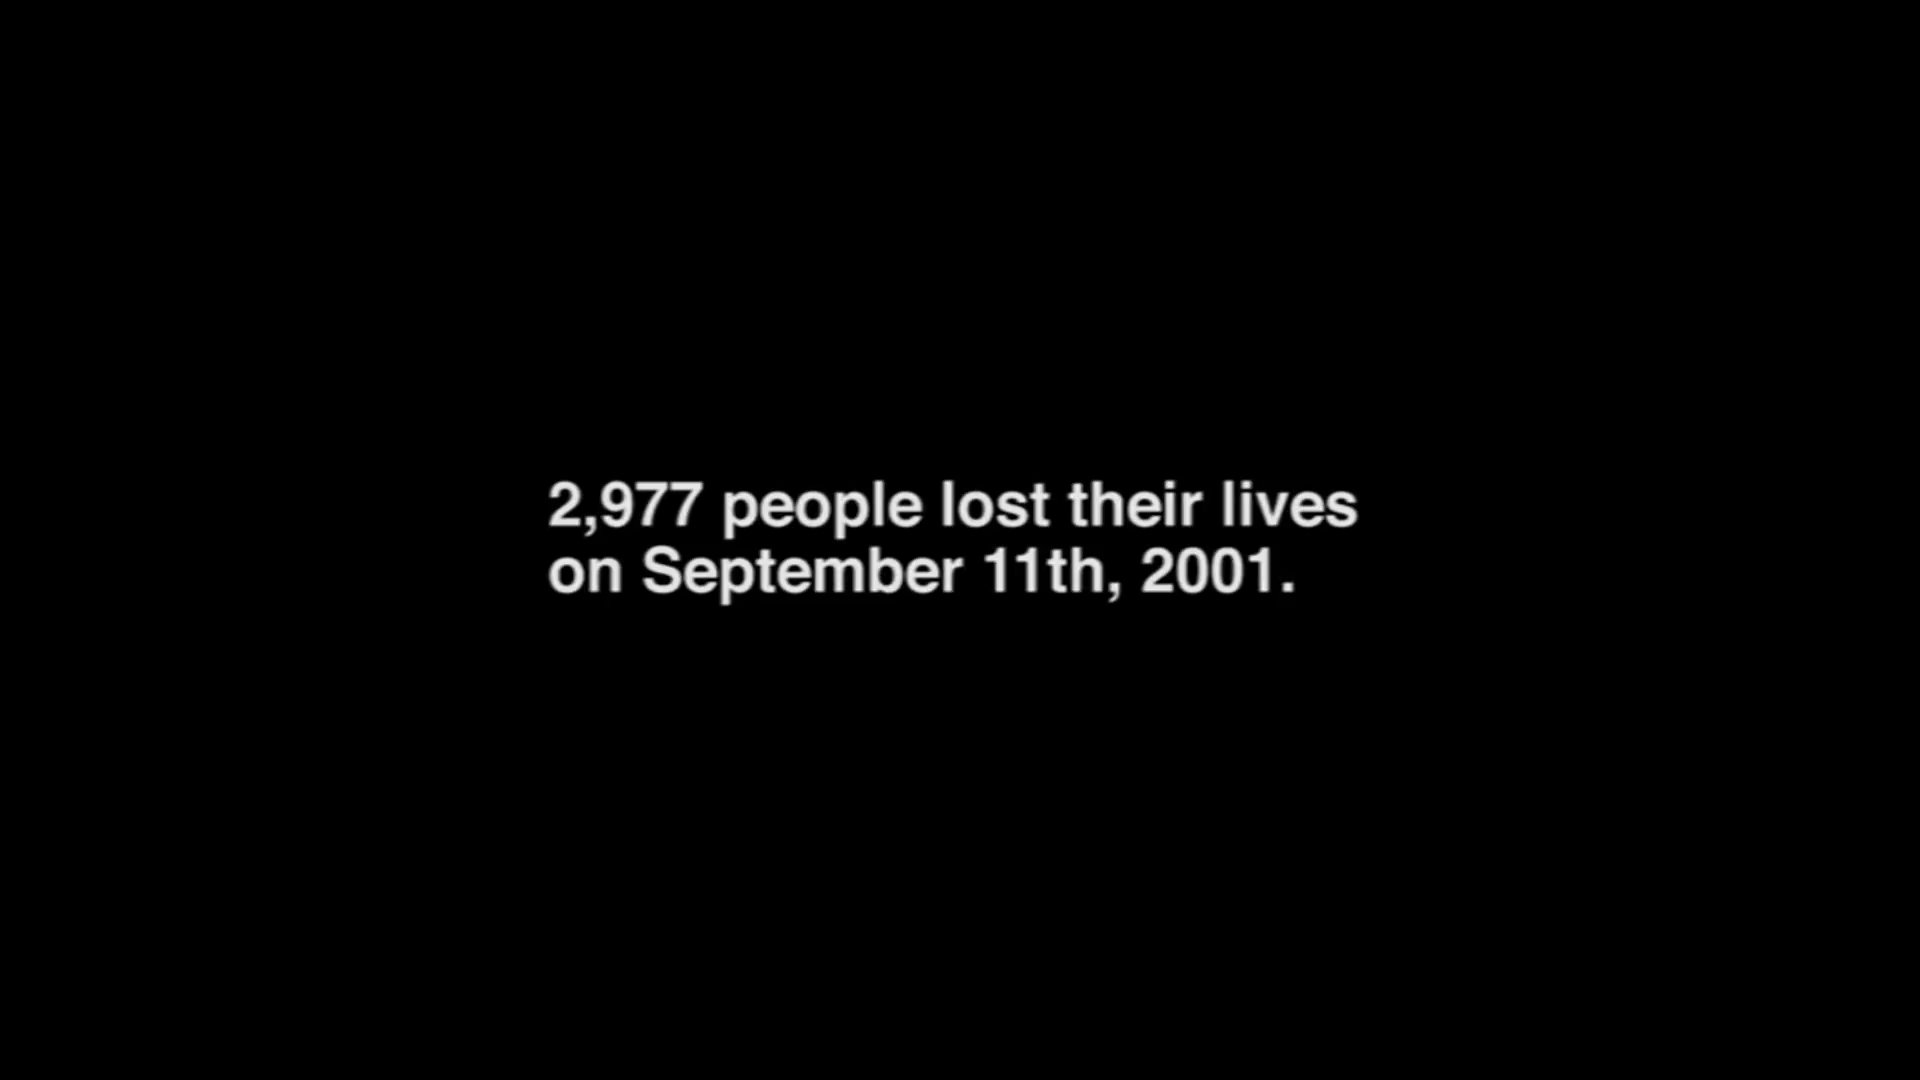 2,977 people lost their lives
on September 11th, 2001.